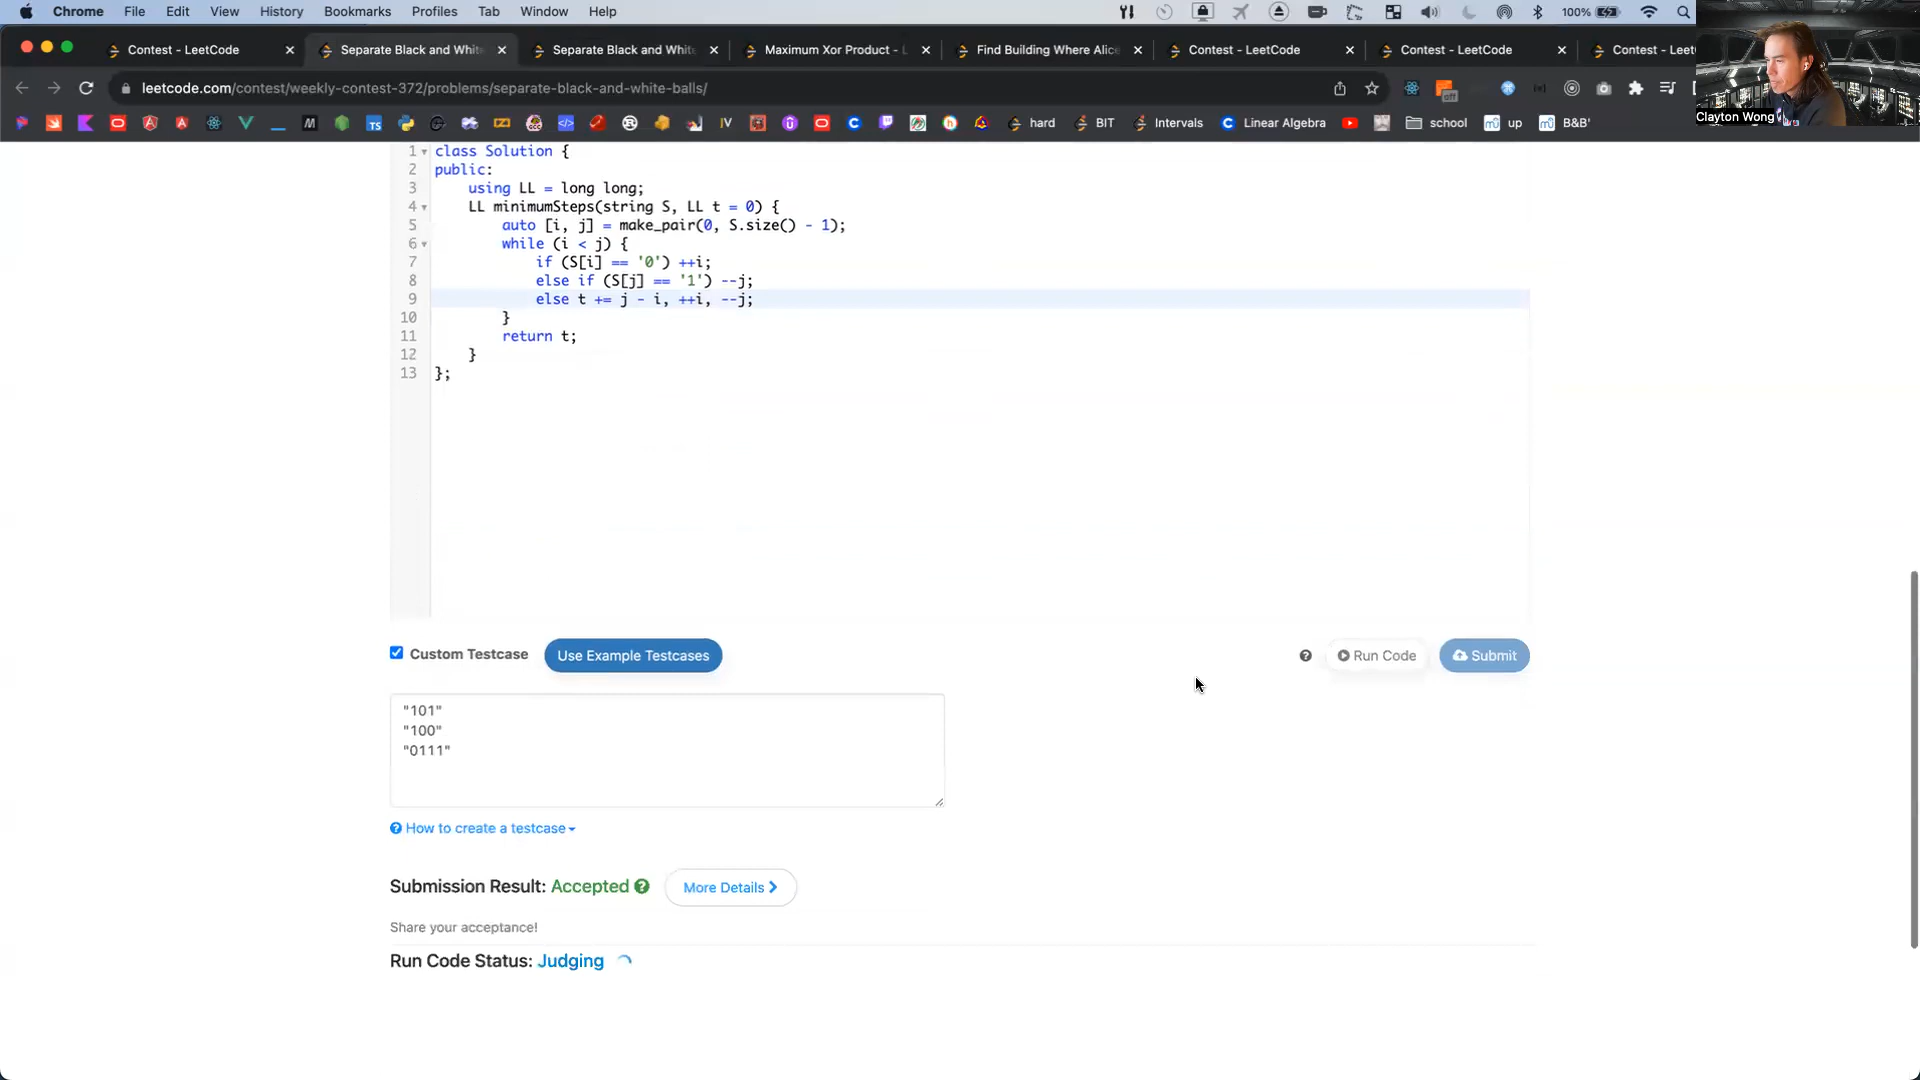 Chrome File Edit View History Bookmarks Profiles Tab Window Help 100%
Contest - LeetCode Separate Black and Whit Separate Black and Whit Maximum Xor Product - L Find Building Where Alice Contest - LeetCode Contest - LeetCode Contest - Leet
leetcode.com/contest/weekly-contest-372/problems/separate-black-and-white-balls/
Clayton Wong
IV hard BIT Intervals Linear Algebra school up B&B'
1 class Solution {
2 public:
3 using LL = long long;
4 LL minimumSteps(string S, LL t = 0) {
5 auto [i, j] = make_pair(0, S.size() - 1);
6 while (i < j) {
7 if (S[i] == '0') ++i;
8 else if (S[j] == '1') --j;
9 else t += j - i, ++i, --j;
10 }
11 return t;
12 }
13 };
Custom Testcase Use Example Testcases Run Code Submit
"101"
"100"
"0111"
How to create a testcase
Submission Result: Accepted More Details
Share your acceptance!
Run Code Status: Judging